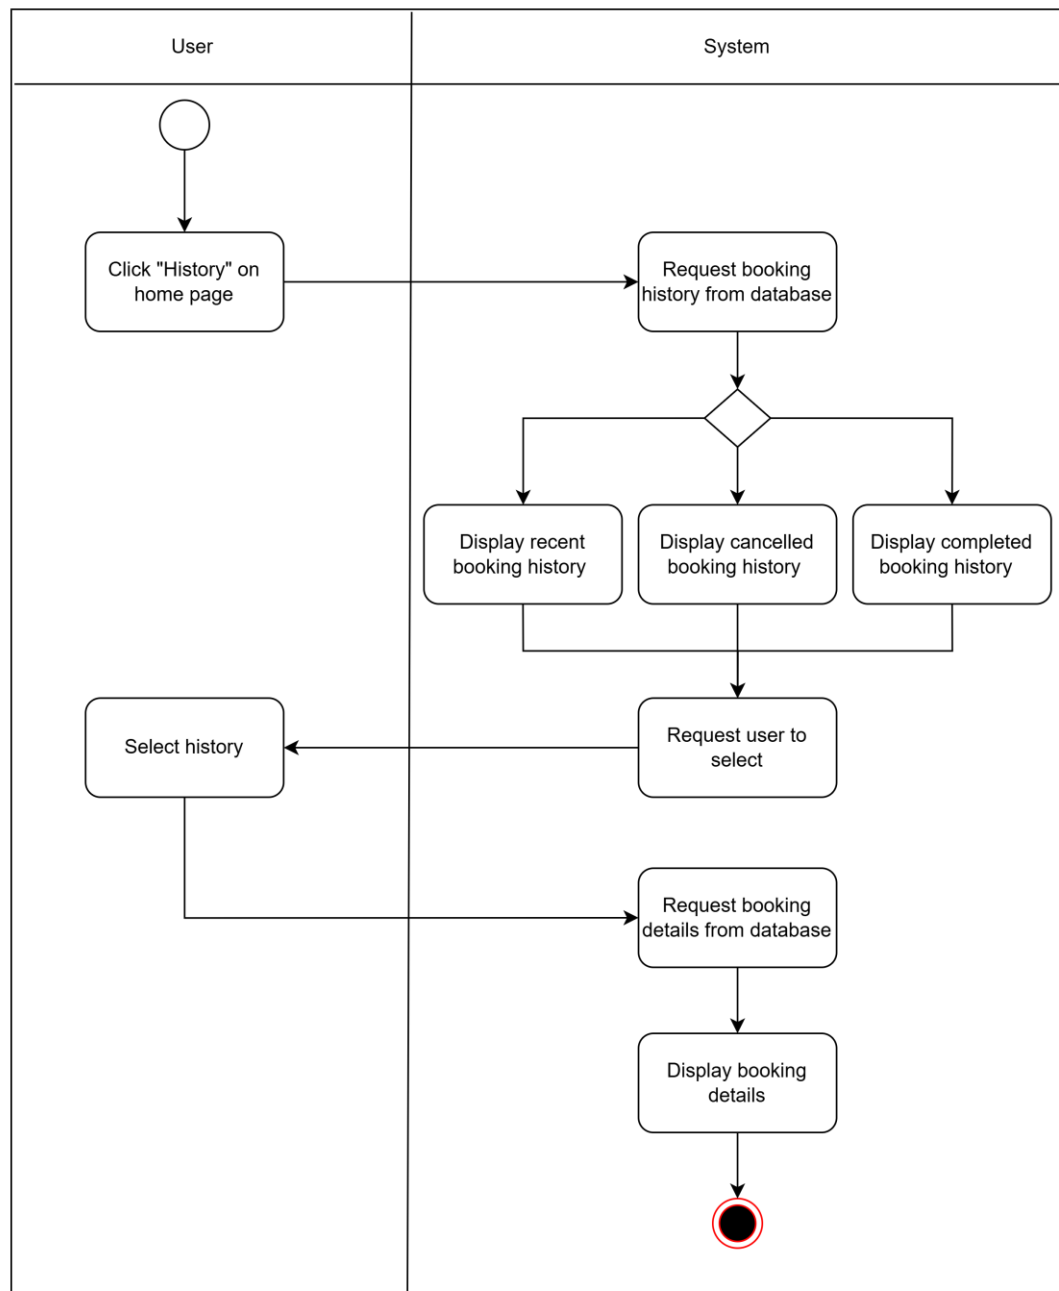 User
System
Click "History" on
home page
Request booking
history from database
Display recent
booking history
Display cancelled
booking history
Display completed
booking history
Select history
Request user to
select
Request booking
details from database
Display booking
details